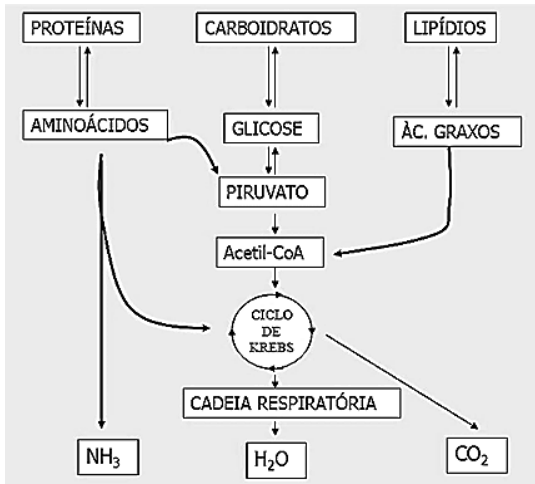 PROTEÍNAS
CARBOIDRATOS
LIPÍDIOS
AMINOÁCIDOS
GLICOSE
ÀC. GRAXOS
PIRUVATO
Acetil-CoA
CICLO
DE
KREBS
CADEIA RESPIRATÓRIA
NH₃
H₂O
CO₂